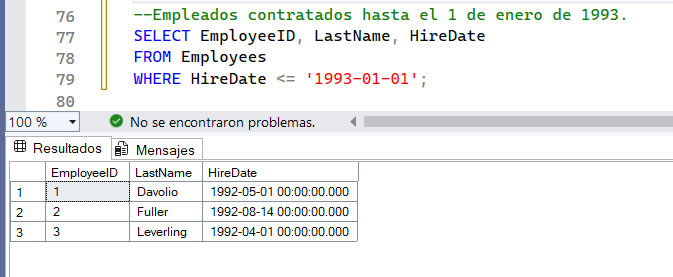 76 --Empleados contratados hasta el 1 de enero de 1993.
77 SELECT EmployeeID, LastName, HireDate
78 FROM Employees
79 WHERE HireDate <= '1993-01-01';
80
100 % No se encontraron problemas.
Resultados Mensajes
EmployeeID LastName HireDate
1 1 Davolio 1992-05-01 00:00:00.000
2 2 Fuller 1992-08-14 00:00:00.000
3 3 Leverling 1992-04-01 00:00:00.000